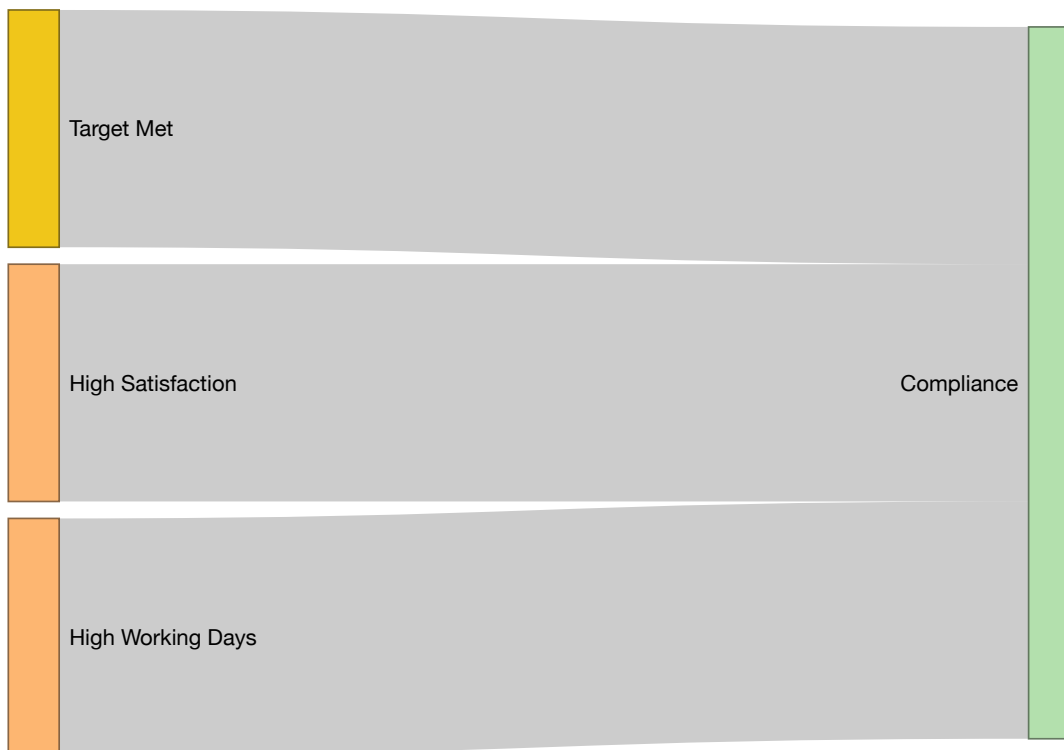 Target Met
High Satisfaction
Compliance
High Working Days